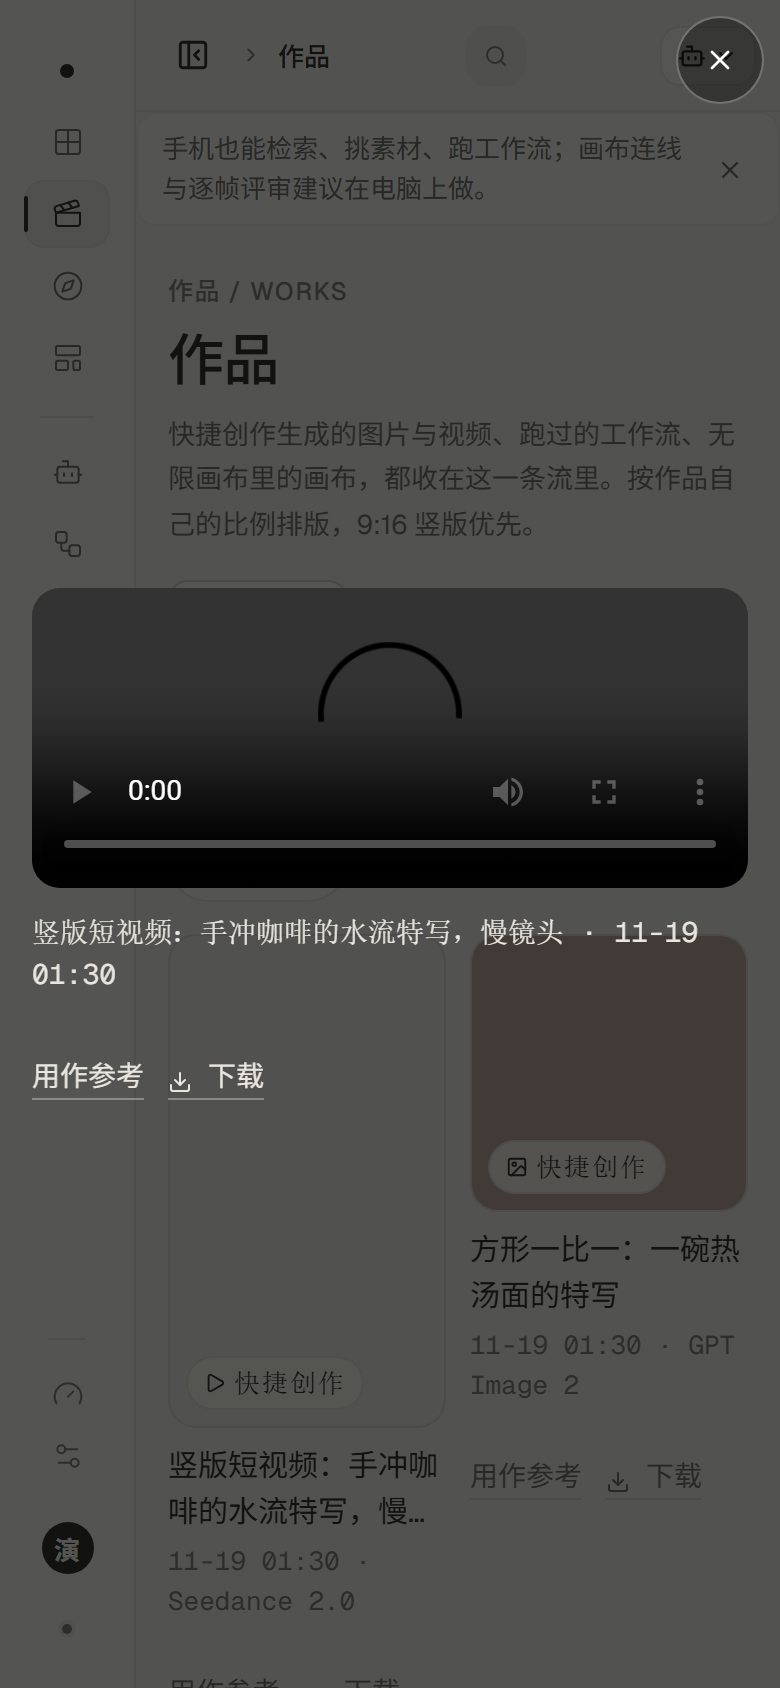 作品
手机也能检索、挑素材、跑工作流；画布连线
与逐帧评审建议在电脑上做。
作品 / WORKS
作品
快捷创作生成的图片与视频、跑过的工作流、无
限画布里的画布，都收在这一条流里。按作品自
己的比例排版，9:16 竖版优先。
0:00
竖版短视频：手冲咖啡的水流特写，慢镜头 · 11-19
01:30
用作参考 下载
快捷创作
方形一比一：一碗热
汤面的特写
11-19 01:30 · GPT
Image 2
用作参考 下载
快捷创作
竖版短视频：手冲咖
啡的水流特写，慢…
11-19 01:30 ·
Seedance 2.0
用作参考 下载
演